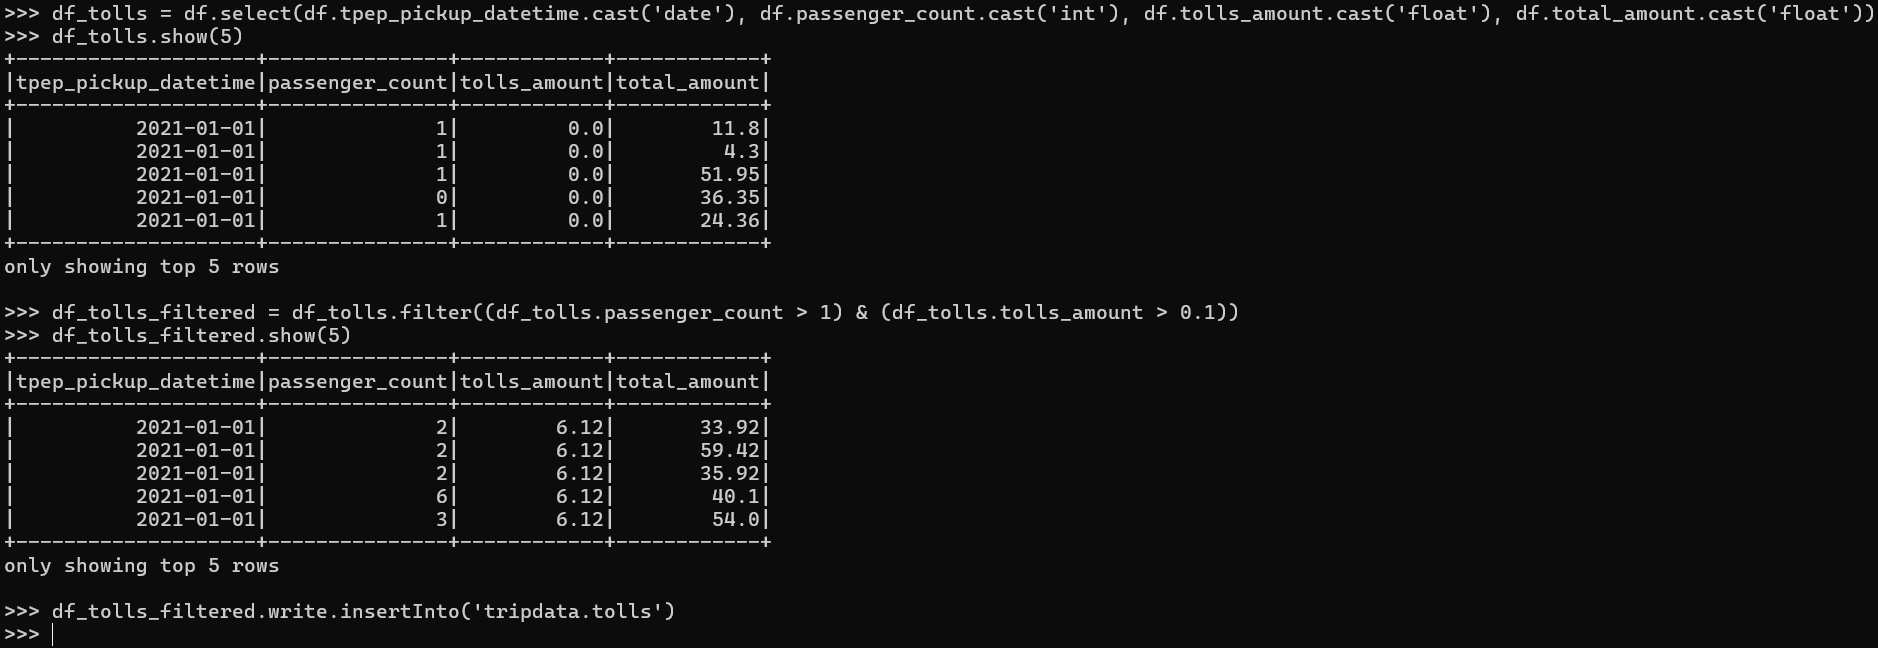 >>> df_tolls = df.select(df.tpep_pickup_datetime.cast('date'), df.passenger_count.cast('int'), df.tolls_amount.cast('float'), df.total_amount.cast('float'))
>>> df_tolls.show(5)
+--------------------+---------------+------------+------------+
|tpep_pickup_datetime|passenger_count|tolls_amount|total_amount|
+--------------------+---------------+------------+------------+
|          2021-01-01|              1|         0.0|        11.8|
|          2021-01-01|              1|         0.0|         4.3|
|          2021-01-01|              1|         0.0|       51.95|
|          2021-01-01|              0|         0.0|       36.35|
|          2021-01-01|              1|         0.0|       24.36|
+--------------------+---------------+------------+------------+
only showing top 5 rows

>>> df_tolls_filtered = df_tolls.filter((df_tolls.passenger_count > 1) & (df_tolls.tolls_amount > 0.1))
>>> df_tolls_filtered.show(5)
+--------------------+---------------+------------+------------+
|tpep_pickup_datetime|passenger_count|tolls_amount|total_amount|
+--------------------+---------------+------------+------------+
|          2021-01-01|              2|        6.12|       33.92|
|          2021-01-01|              2|        6.12|       59.42|
|          2021-01-01|              2|        6.12|       35.92|
|          2021-01-01|              6|        6.12|        40.1|
|          2021-01-01|              3|        6.12|        54.0|
+--------------------+---------------+------------+------------+
only showing top 5 rows

>>> df_tolls_filtered.write.insertInto('tripdata.tolls')
>>>